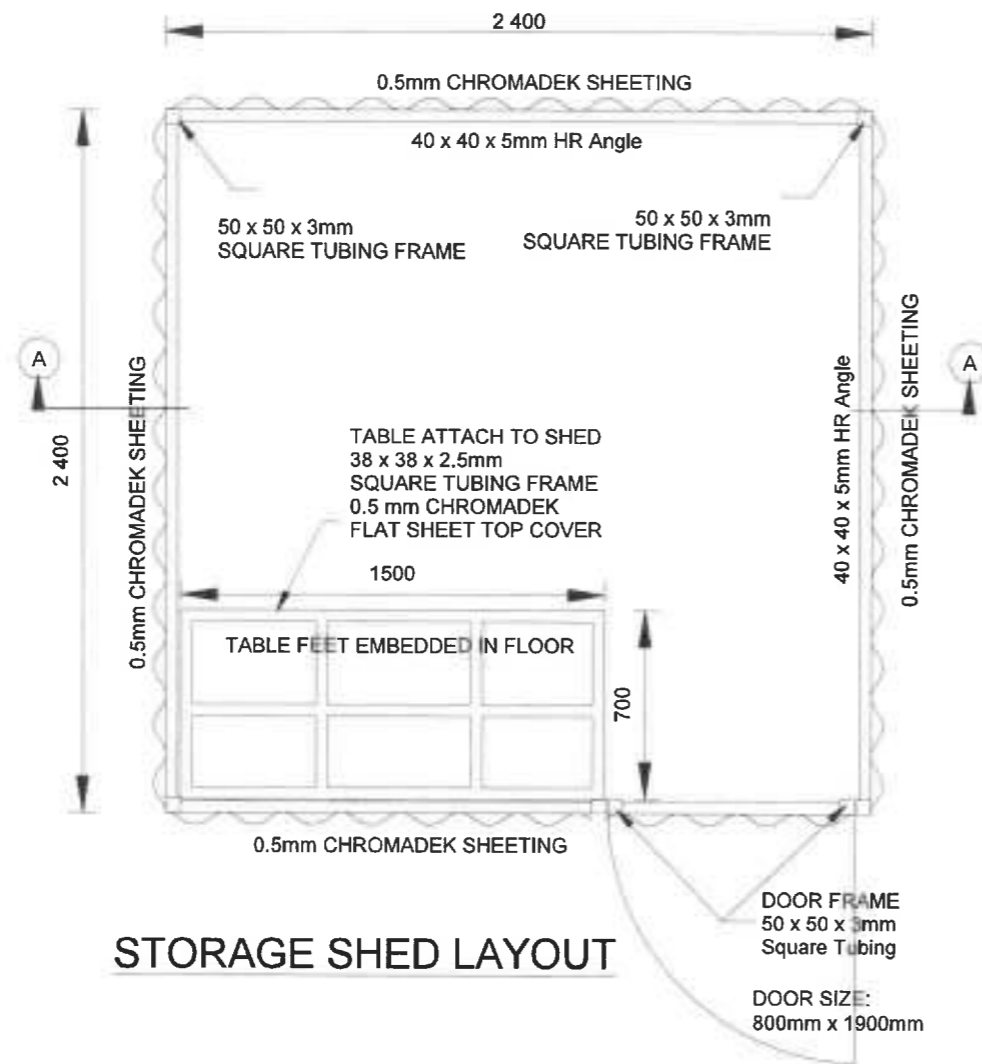 2 400
0.5mm CHROMADEK SHEETING
40 x 40 x 5mm HR Angle
50 x 50 x 3mm
SQUARE TUBING FRAME
50 x 50 x 3mm
SQUARE TUBING FRAME
A
A
2 400
0.5mm CHROMADEK SHEETING
40 x 40 x 5mm HR Angle
0.5mm CHROMADEK SHEETING
TABLE ATTACH TO SHED
38 x 38 x 2.5mm
SQUARE TUBING FRAME
0.5 mm CHROMADEK
FLAT SHEET TOP COVER
1500
TABLE FEET EMBEDDED IN FLOOR
700
0.5mm CHROMADEK SHEETING
DOOR FRAME
50 x 50 x 3mm
Square Tubing
STORAGE SHED LAYOUT
DOOR SIZE:
800mm x 1900mm